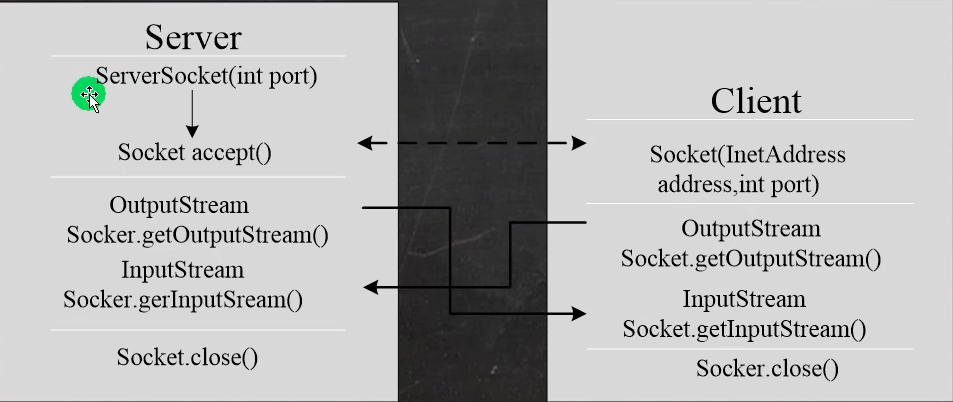 Server
ServerSocket(int port)
Socket accept()
OutputStream
Socker.getOutputStream()
InputStream
Socker.gerInputSream()
Socket.close()
Client
Socket(InetAddress
address,int port)
OutputStream
Socket.getOutputStream()
InputStream
Socket.getInputStream()
Socker.close()